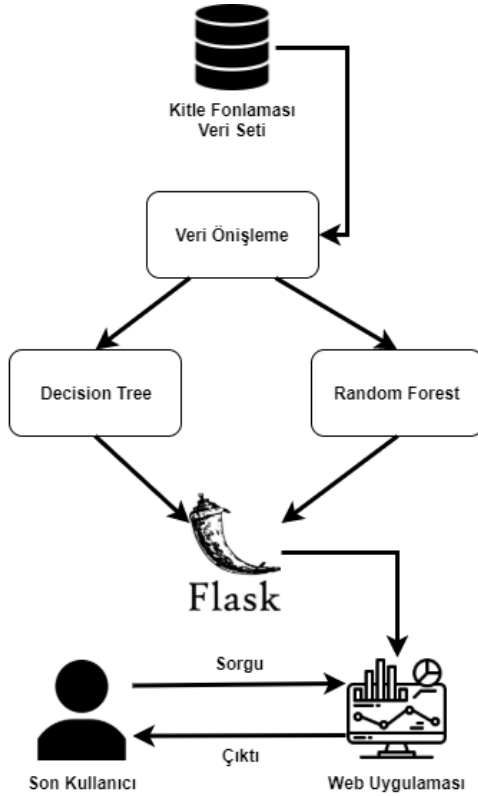 Kitle Fonlaması
Veri Seti
Veri Önişleme
Decision Tree
Random Forest
Flask
Sorgu
Çıktı
Son Kullanıcı
Web Uygulaması